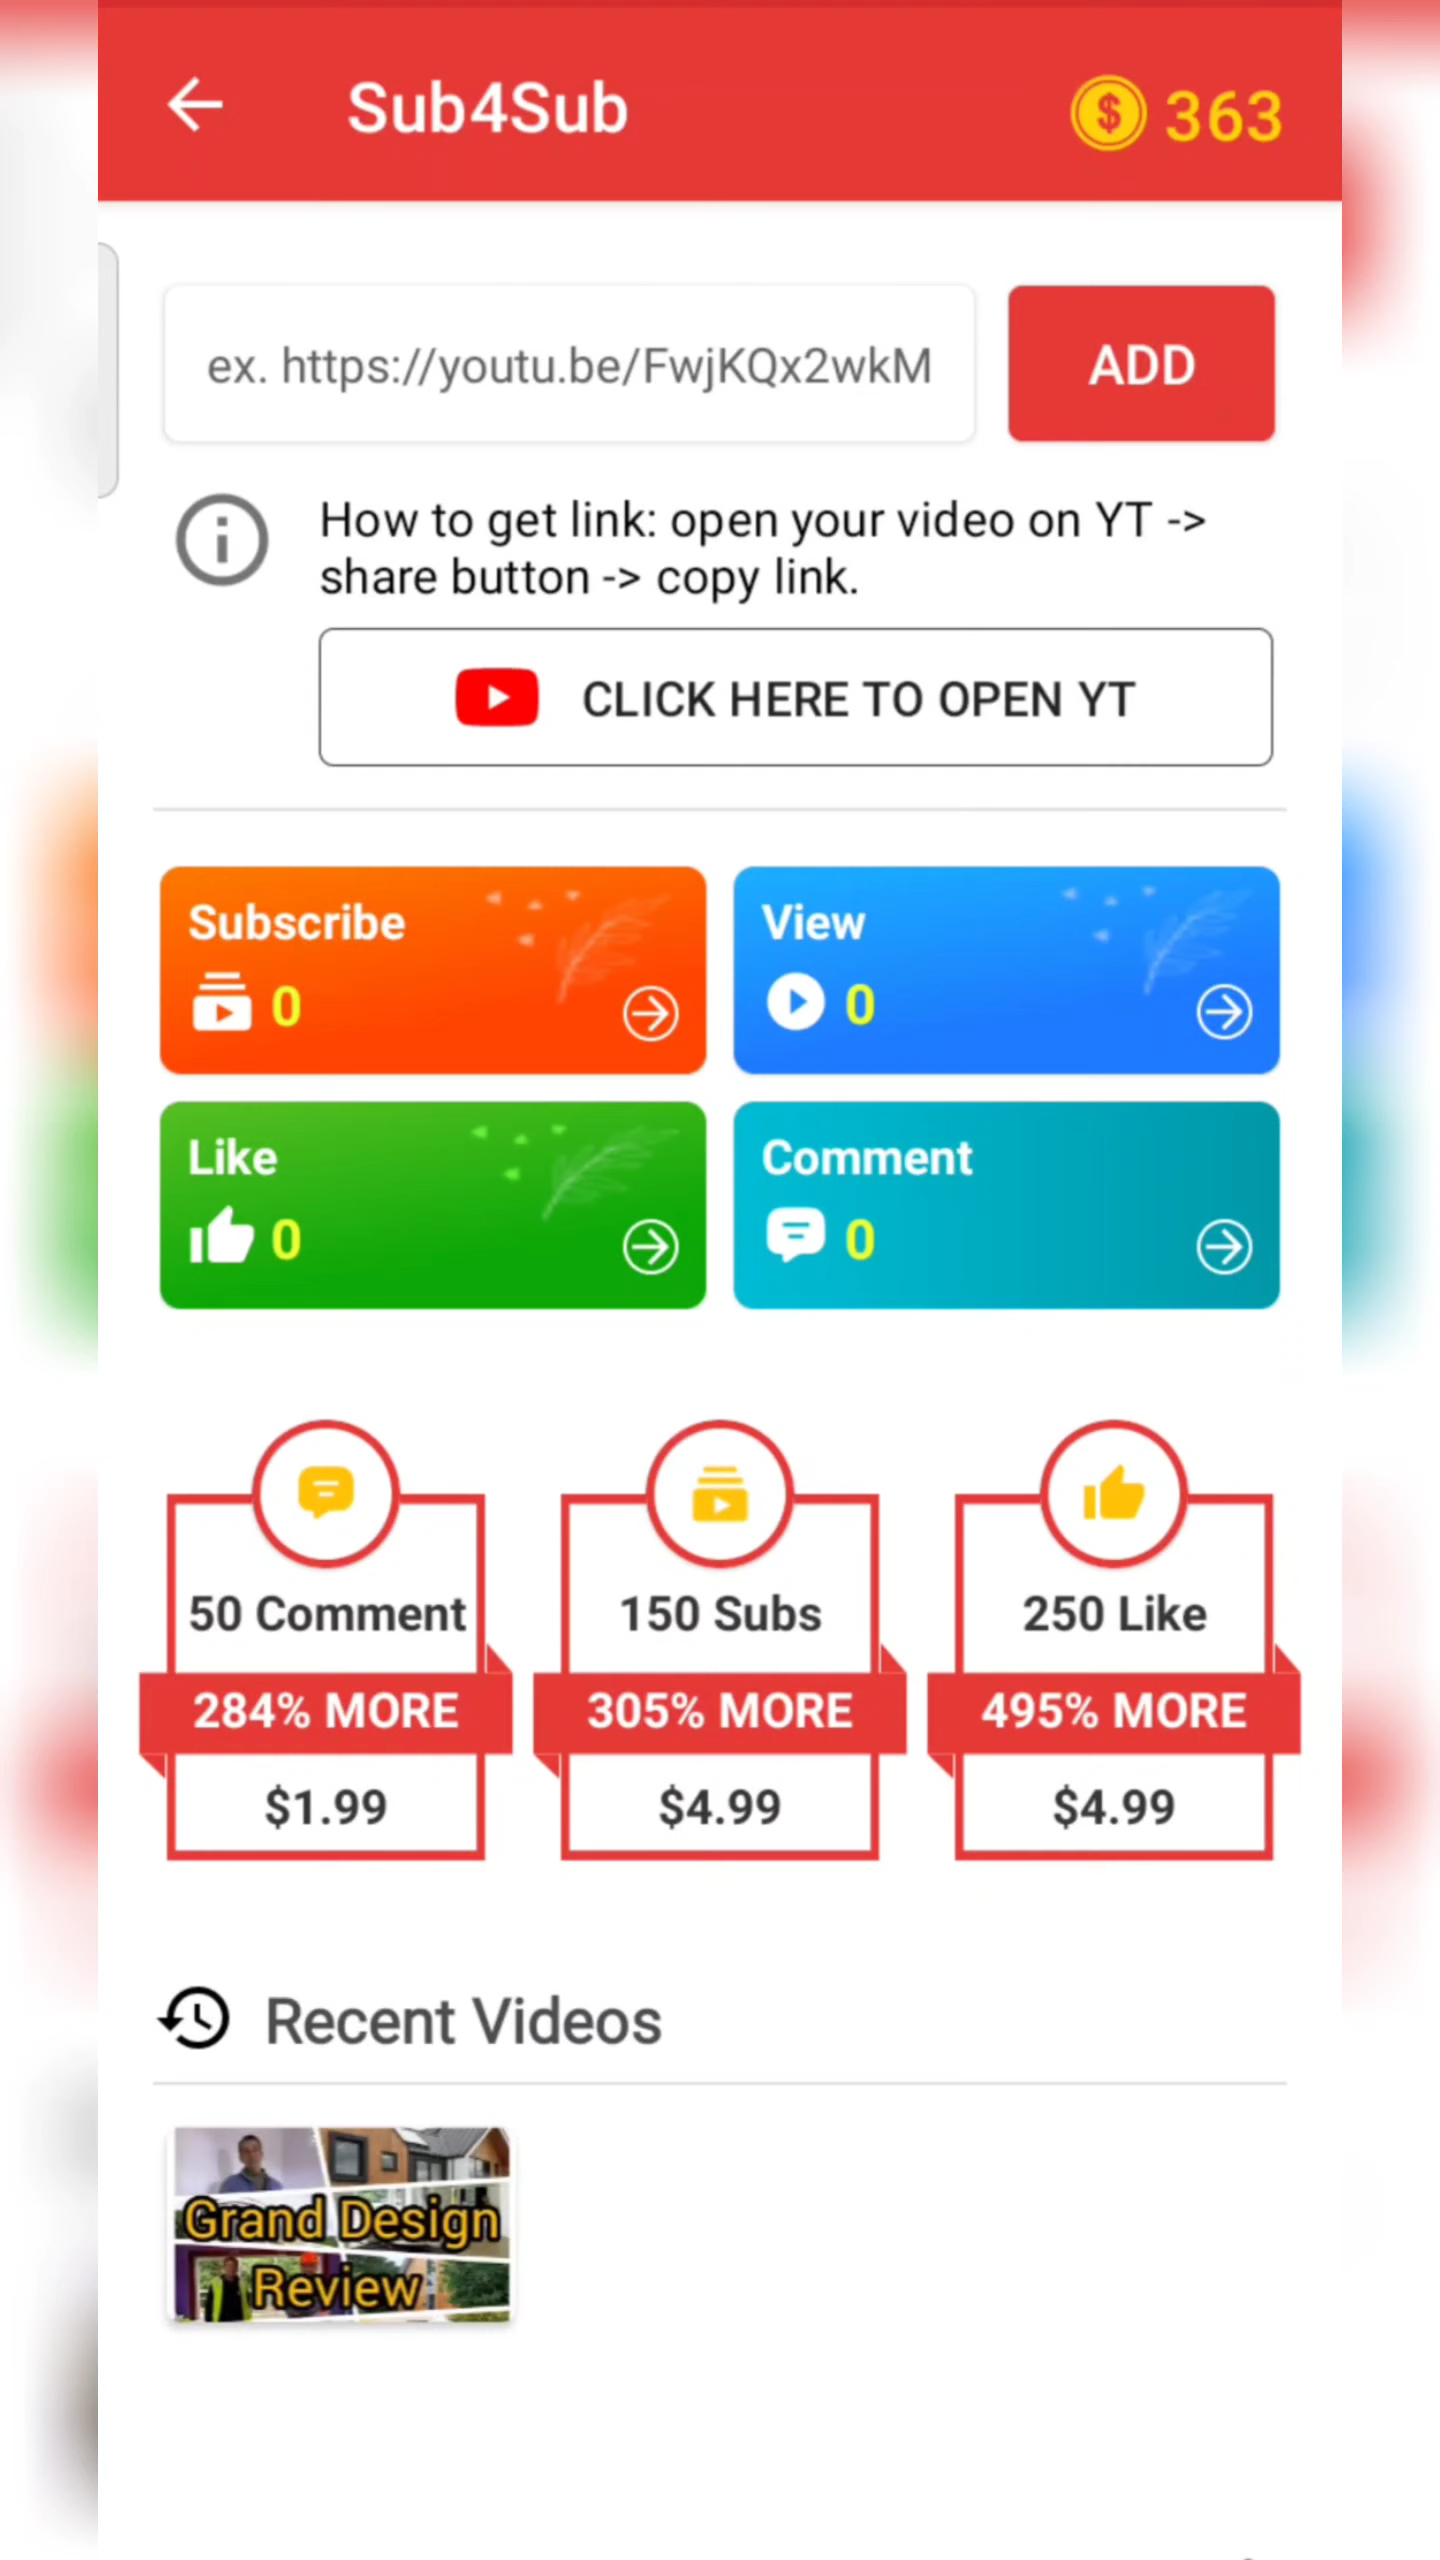 Sub4Sub
363
ex. https://youtu.be/FwjKQx2wkM
ADD
How to get link: open your video on YT ->
share button -> copy link.
CLICK HERE TO OPEN YT
Subscribe
0
View
0
Like
0
Comment
0
50 Comment
284% MORE
$1.99
150 Subs
305% MORE
$4.99
250 Like
495% MORE
$4.99
Recent Videos
Grand Design
Review